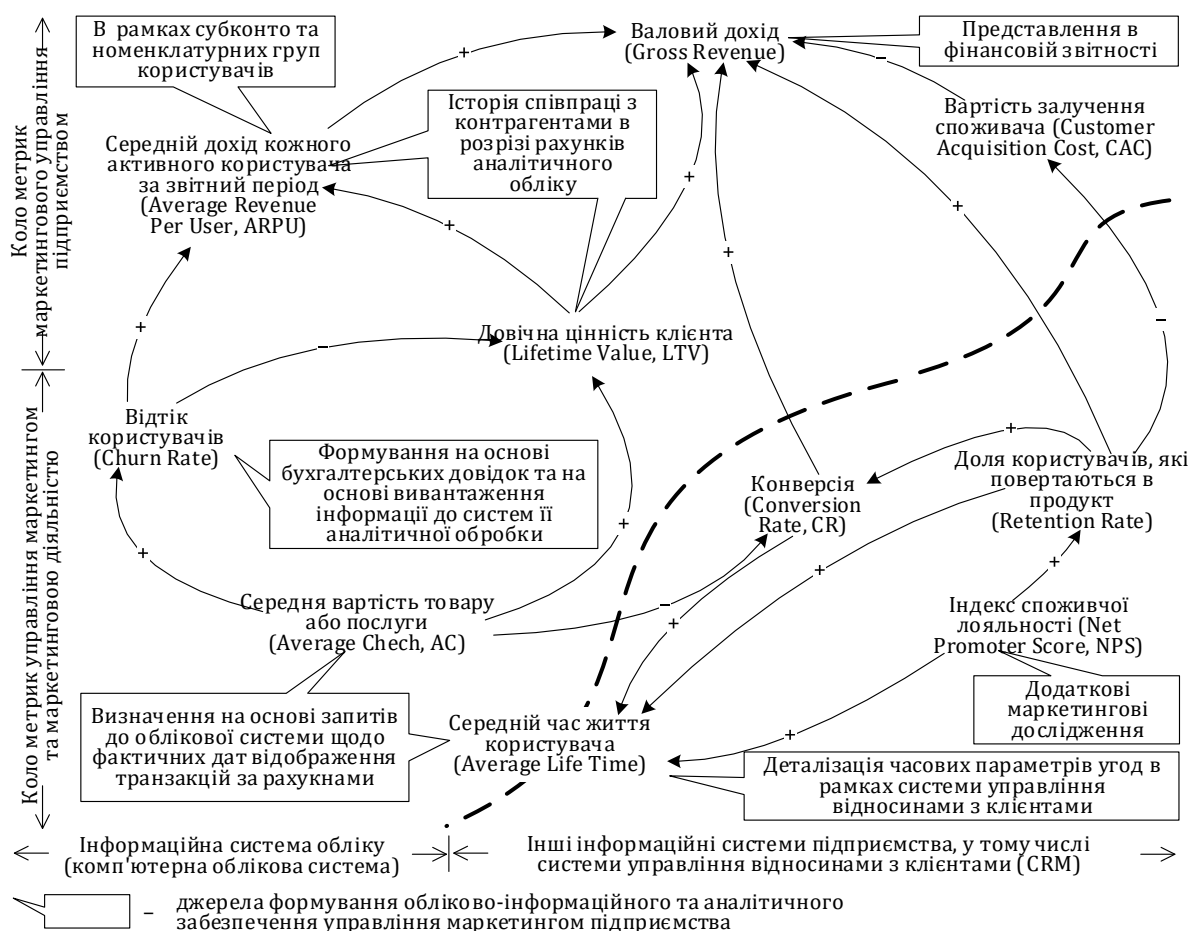 В рамках субконто та
номенклатурних груп
користувачів
Валовий дохід
(Gross Revenue)
Представлення в
фінансовій звітності
Коло метрик
маркетингового управління
підприємством
Історія співпраці з
контрагентами в
розрізі рахунків
аналітичного
обліку
Вартість залучення
споживача (Customer
Acquisition Cost, CAC)
Середній дохід кожного
активного користувача
за звітний період
(Average Revenue
Per User, ARPU)
+
+
–
+
+
+
+
+
–
–
Довічна цінність клієнта
(Lifetime Value, LTV)
Коло метрик управління маркетингом
та маркетинговою діяльністю
Відтік
користувачів
(Churn Rate)
Формування на основі
бухгалтерських довідок та на
основі вивантаження
інформації до систем її
аналітичної обробки
Конверсія
(Conversion
Rate, CR)
Доля користувачів, які
повертаються в
продукт
(Retention Rate)
+
+
+
+
+
–
+
+
Середня вартість товару
або послуги
(Average Chech, AC)
Індекс споживчої
лояльності (Net
Promoter Score, NPS)
Додаткові
маркетингові
дослідження
Визначення на основі запитів
до облікової системи щодо
фактичних дат відображення
транзакцій за рахукнами
Середній час життя
користувача
(Average Life Time)
Деталізація часових параметрів угод в
рамках системи управління
відносинами з клієнтами
Інформаційна система обліку
(комп'ютерна облікова система)
Інші інформаційні системи підприємства, у тому числі
системи управління відносинами з клієнтами (CRM)
– джерела формування обліково-інформаційного та аналітичного
забезпечення управління маркетингом підприємства